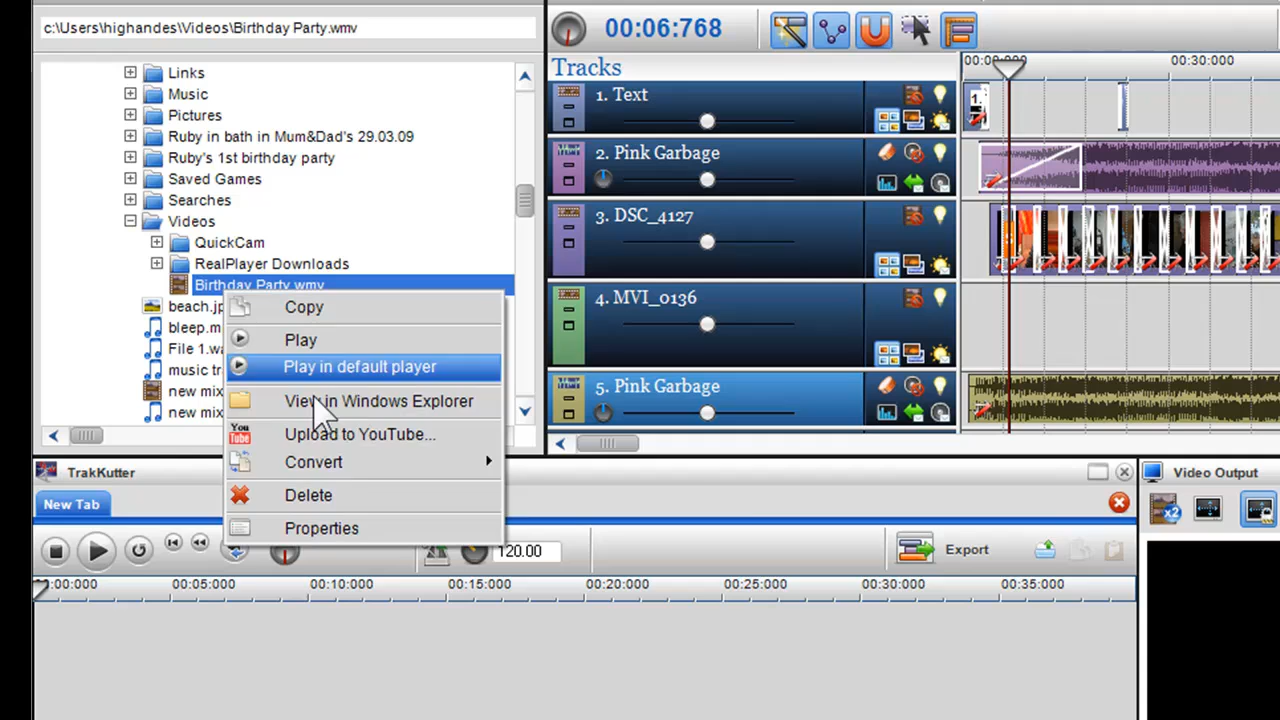 c:\Users\highandes\Videos\Birthday Party.wmv
Links
Music
Pictures
Ruby in bath in Mum&Dad's 29.03.09
Ruby's 1st birthday party
Saved Games
Searches
Videos
QuickCam
RealPlayer Downloads
Birthday Party.wmv
beach.jp
bleep.m
File 1.wa
music tr
new mix
new mix
Copy
Play
Play in default player
View in Windows Explorer
You Tube
Upload to YouTube...
Convert
Delete
Properties
00:06:768
Tracks
1. Text
2. Pink Garbage
3. DSC_4127
4. MVI_0136
5. Pink Garbage
00:00:000
00:30:000
1.
TrakKutter
New Tab
120.00
Export
00:00:000
00:05:000
00:10:000
00:15:000
00:20:000
00:25:000
00:30:000
00:35:000
Video Output
x2